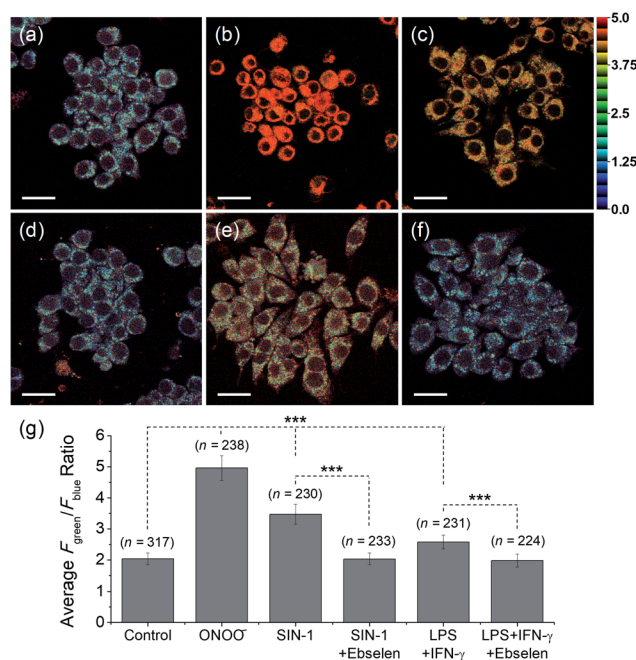 (a)
(b)
(c)
5.0
3.75
2.5
1.25
0.0
(d)
(e)
(f)
(g)
***
(n = 238)
***
(n = 230)
***
(n = 317)
(n = 233)
(n = 231)
(n = 224)
Average Fgreen/Fblue Ratio
6
5
4
3
2
1
0
Control
ONOO⁻
SIN-1
SIN-1
+Ebselen
LPS
+IFN-γ
LPS+IFN-γ
+Ebselen